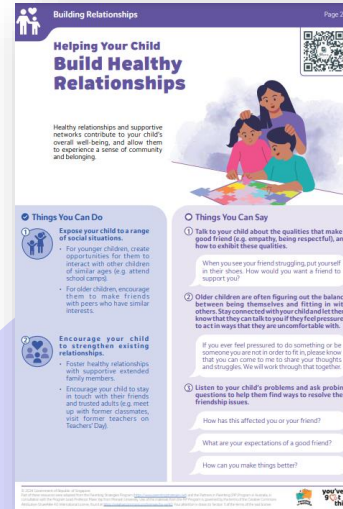 Building Relationships
Page 2
Helping Your Child
Build Healthy
Relationships
Healthy relationships and supportive
networks contribute to your child's
overall well-being, and allow them
to experience a sense of community
and belonging.
Things You Can Do
1
Expose your child to a range
of social situations.
• For younger children, create
opportunities for them to
interact with other children
of similar ages (e.g. attend
school camps).
• For older children, encourage
them to make friends
with peers who have similar
interests.
2
Encourage your child
to strengthen existing
relationships.
• Foster healthy relationships
with supportive extended
family members.
• Encourage your child to stay
in touch with their friends
and trusted adults (e.g. meet
up with former classmates,
visit former teachers on
Teachers' Day).
Things You Can Say
1 Talk to your child about the qualities that make
good friend (e.g. empathy, being respectful), an
how to exhibit these qualities.
When you see your friend struggling, put yourself
in their shoes. How would you want a friend to
support you?
2 Older children are often figuring out the balanc
between being themselves and fitting in wit
others. Stay connected with your child and let ther
know that they can talk to you if they feel pressure
to act in ways that they are uncomfortable with.
If you ever feel pressured to do something or be
someone you are not in order to fit in, please know
that you can come to me to share your thoughts
and struggles. We will work through that together.
3 Listen to your child's problems and ask probin
questions to help them find ways to resolve the
friendship issues.
How has this affected you or your friend?
What are your expectations of a good friend?
How can you make things better?
you've
got
thi